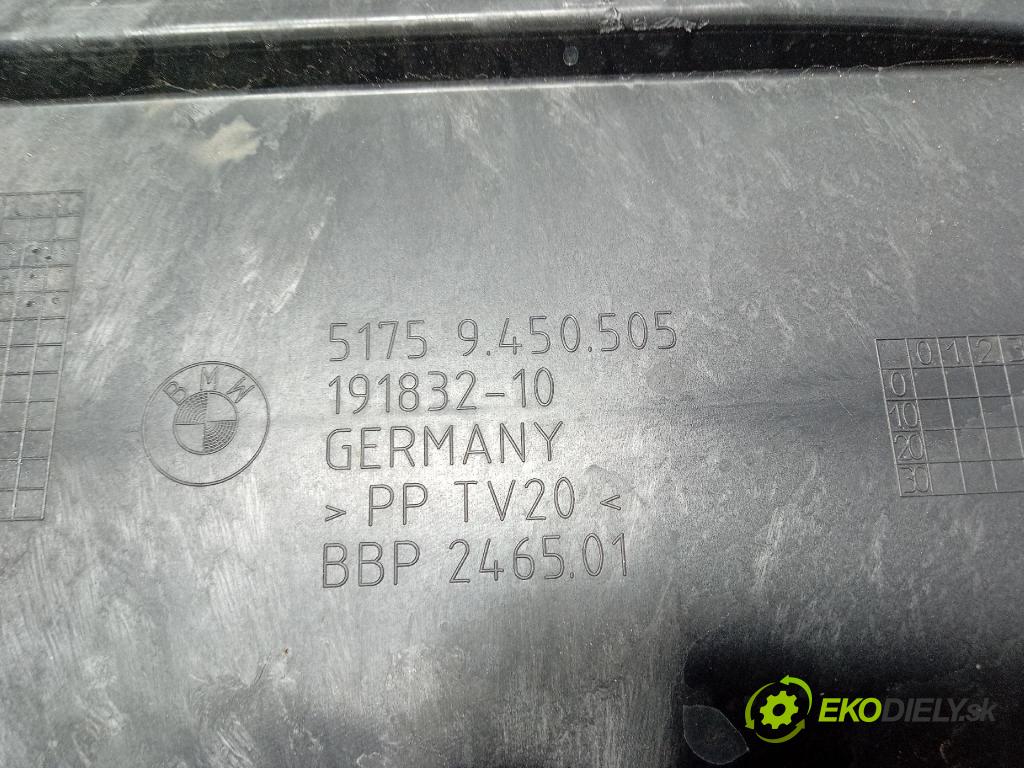 5175 9.450.505
BMW
191832-10
GERMANY
> PP TV20 <
BBP 2465.01
0 1 2 3
0
10
20
30
EKODIELY.sk